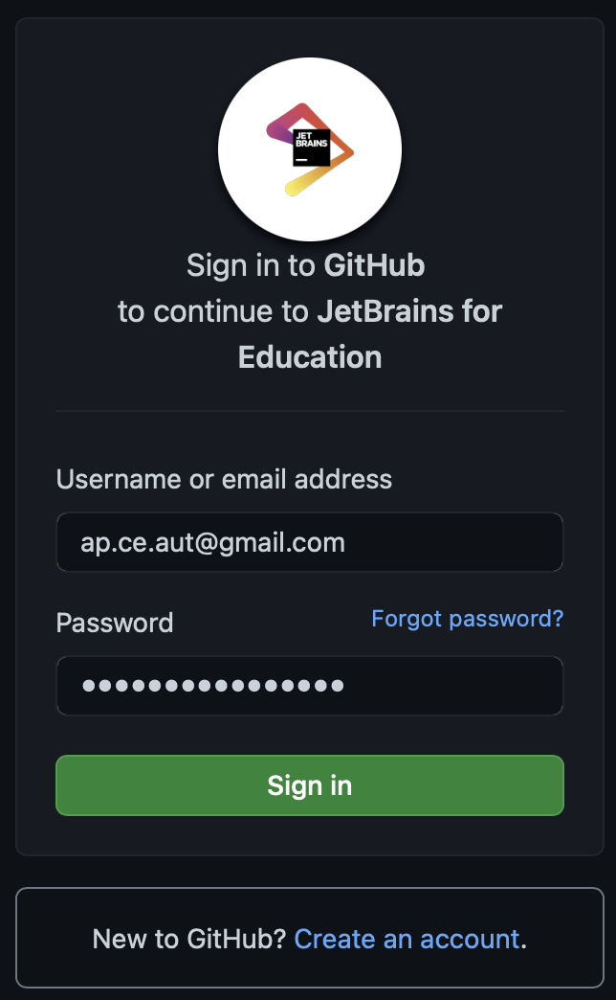 JET
BRAINS
Sign in to GitHub
to continue to JetBrains for
Education
Username or email address
ap.ce.aut@gmail.com
Password
Forgot password?
••••••••••••••••
Sign in
New to GitHub? Create an account.